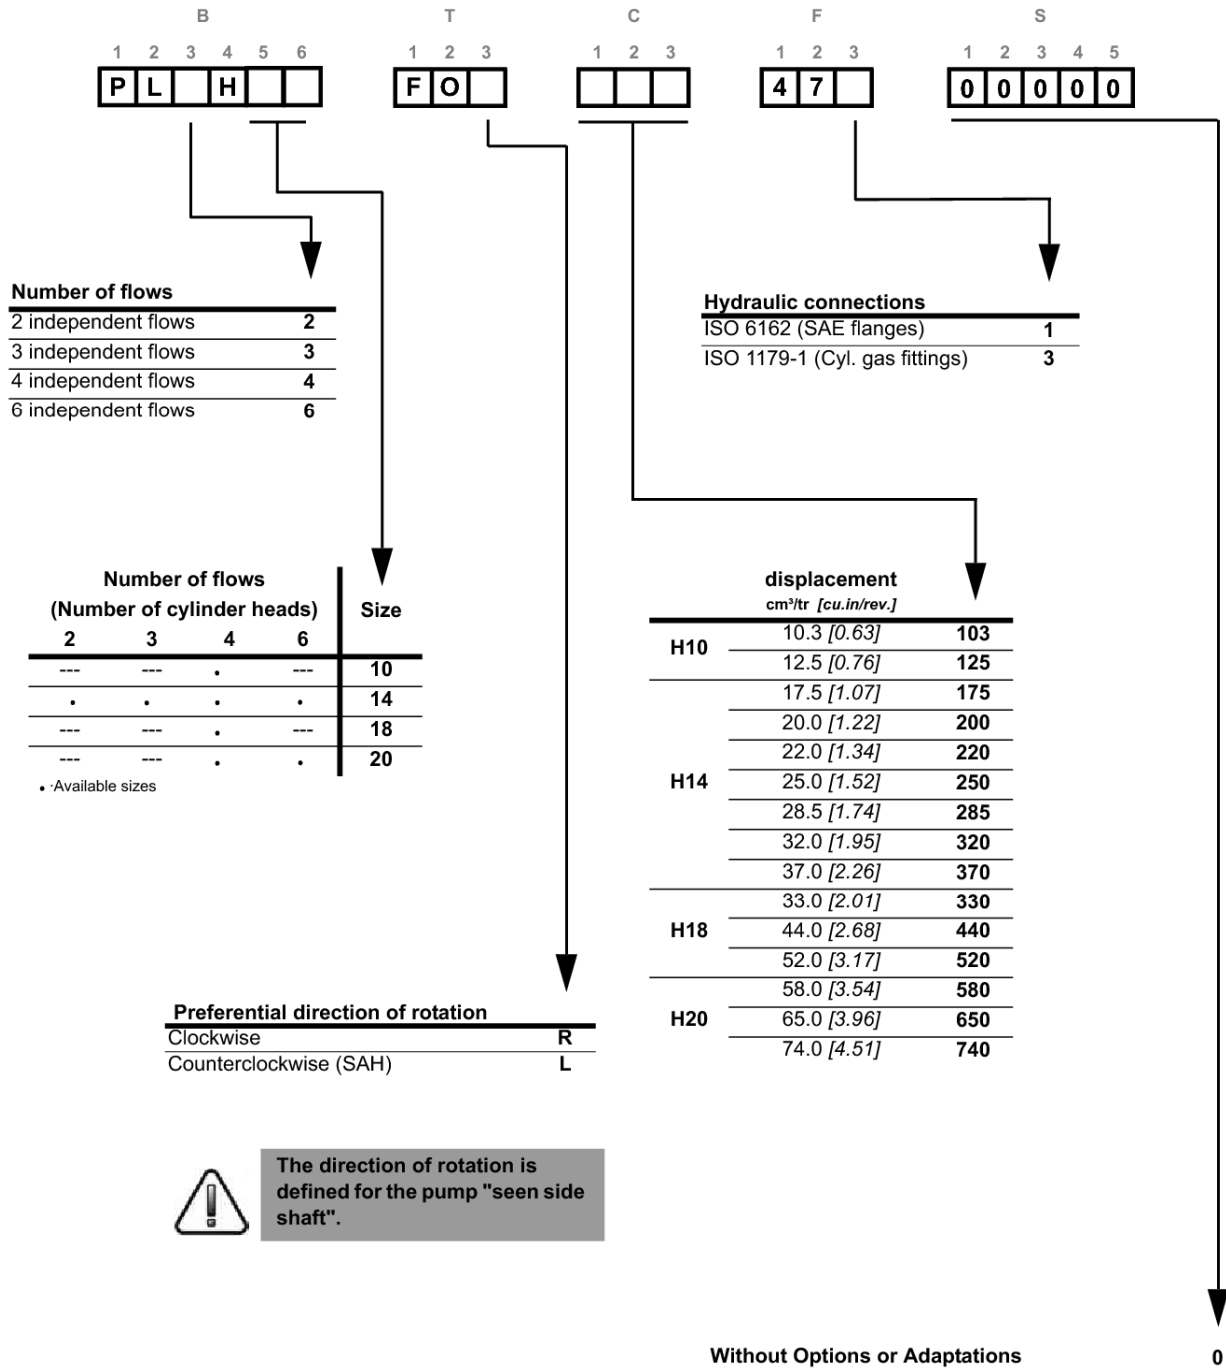 B T C F S
1 2 3 4 5 6 1 2 3 1 2 3 1 2 3 1 2 3 4 5
P L H F O 4 7 0 0 0 0 0
Number of flows
2 independent flows 2
3 independent flows 3
4 independent flows 4
6 independent flows 6
Hydraulic connections
ISO 6162 (SAE flanges) 1
ISO 1179-1 (Cyl. gas fittings) 3
Number of flows
(Number of cylinder heads) Size
2 3 4 6
--- --- • --- 10
• • • • 14
--- --- • --- 18
--- --- • • 20
• ·Available sizes
displacement
cm³/tr [cu.in/rev.]
H10 10.3 [0.63] 103
12.5 [0.76] 125
H14 17.5 [1.07] 175
20.0 [1.22] 200
22.0 [1.34] 220
25.0 [1.52] 250
28.5 [1.74] 285
32.0 [1.95] 320
37.0 [2.26] 370
H18 33.0 [2.01] 330
44.0 [2.68] 440
52.0 [3.17] 520
H20 58.0 [3.54] 580
65.0 [3.96] 650
74.0 [4.51] 740
Preferential direction of rotation
Clockwise R
Counterclockwise (SAH) L
!
The direction of rotation is
defined for the pump "seen side
shaft".
Without Options or Adaptations 0